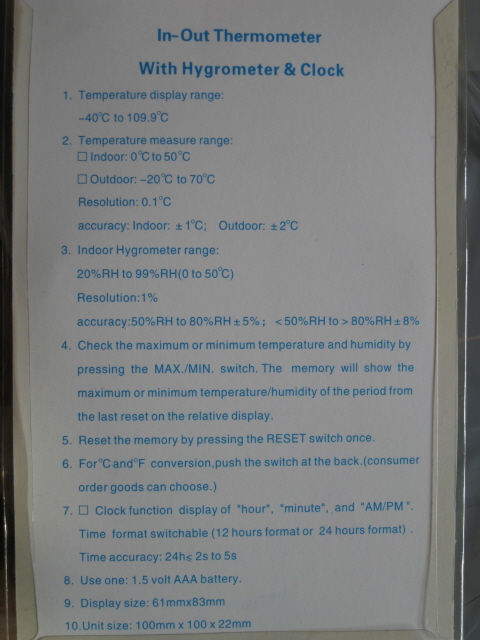 In-Out Thermometer
With Hygrometer & Clock
1. Temperature display range:
-40℃ to 109.9℃
2. Temperature measure range:
□ Indoor: 0℃ to 50℃
□ Outdoor: -20℃ to 70℃
Resolution: 0.1℃
accuracy: Indoor: ±1℃; Outdoor: ±2℃
3. Indoor Hygrometer range:
20%RH to 99%RH(0 to 50℃)
Resolution:1%
accuracy:50%RH to 80%RH±5%; <50%RH to >80%RH±8%
4. Check the maximum or minimum temperature and humidity by
pressing the MAX./MIN. switch. The memory will show the
maximum or minimum temperature/humidity of the period from
the last reset on the relative display.
5. Reset the memory by pressing the RESET switch once.
6. For℃and℉ conversion,push the switch at the back.(consumer
order goods can choose.)
7. □ Clock function display of "hour", "minute", and "AM/PM".
Time format switchable (12 hours format or 24 hours format) .
Time accuracy: 24h≤ 2s to 5s
8. Use one: 1.5 volt AAA battery.
9. Display size: 61mmx83mm
10.Unit size: 100mm x 100 x 22mm